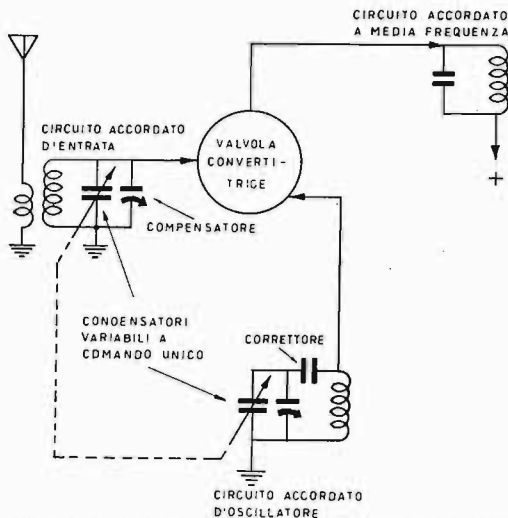 CIRCUITO ACCORDATO
A MEDIA FREQUENZA
CIRCUITO ACCORDATO
D'ENTRATA
VALVOLA
CONVERTI-
TRICE
COMPENSATORE
CONDENSATORI
VARIABILI A
COMANDO UNICO
CORRETTORE
CIRCUITO ACCORDATO
D'OSCILLATORE
+